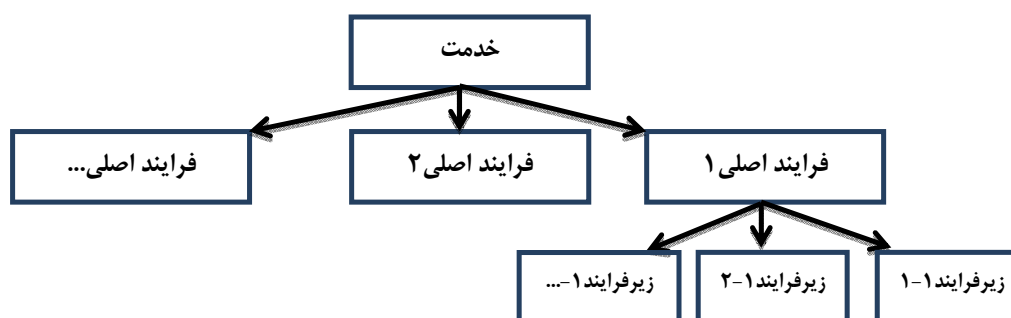 خدمت
فرایند اصلی۱
فرایند اصلی۲
فرایند اصلی...
زیرفرایند۱-۱
زیرفرایند۱-۲
زیرفرایند۱-...